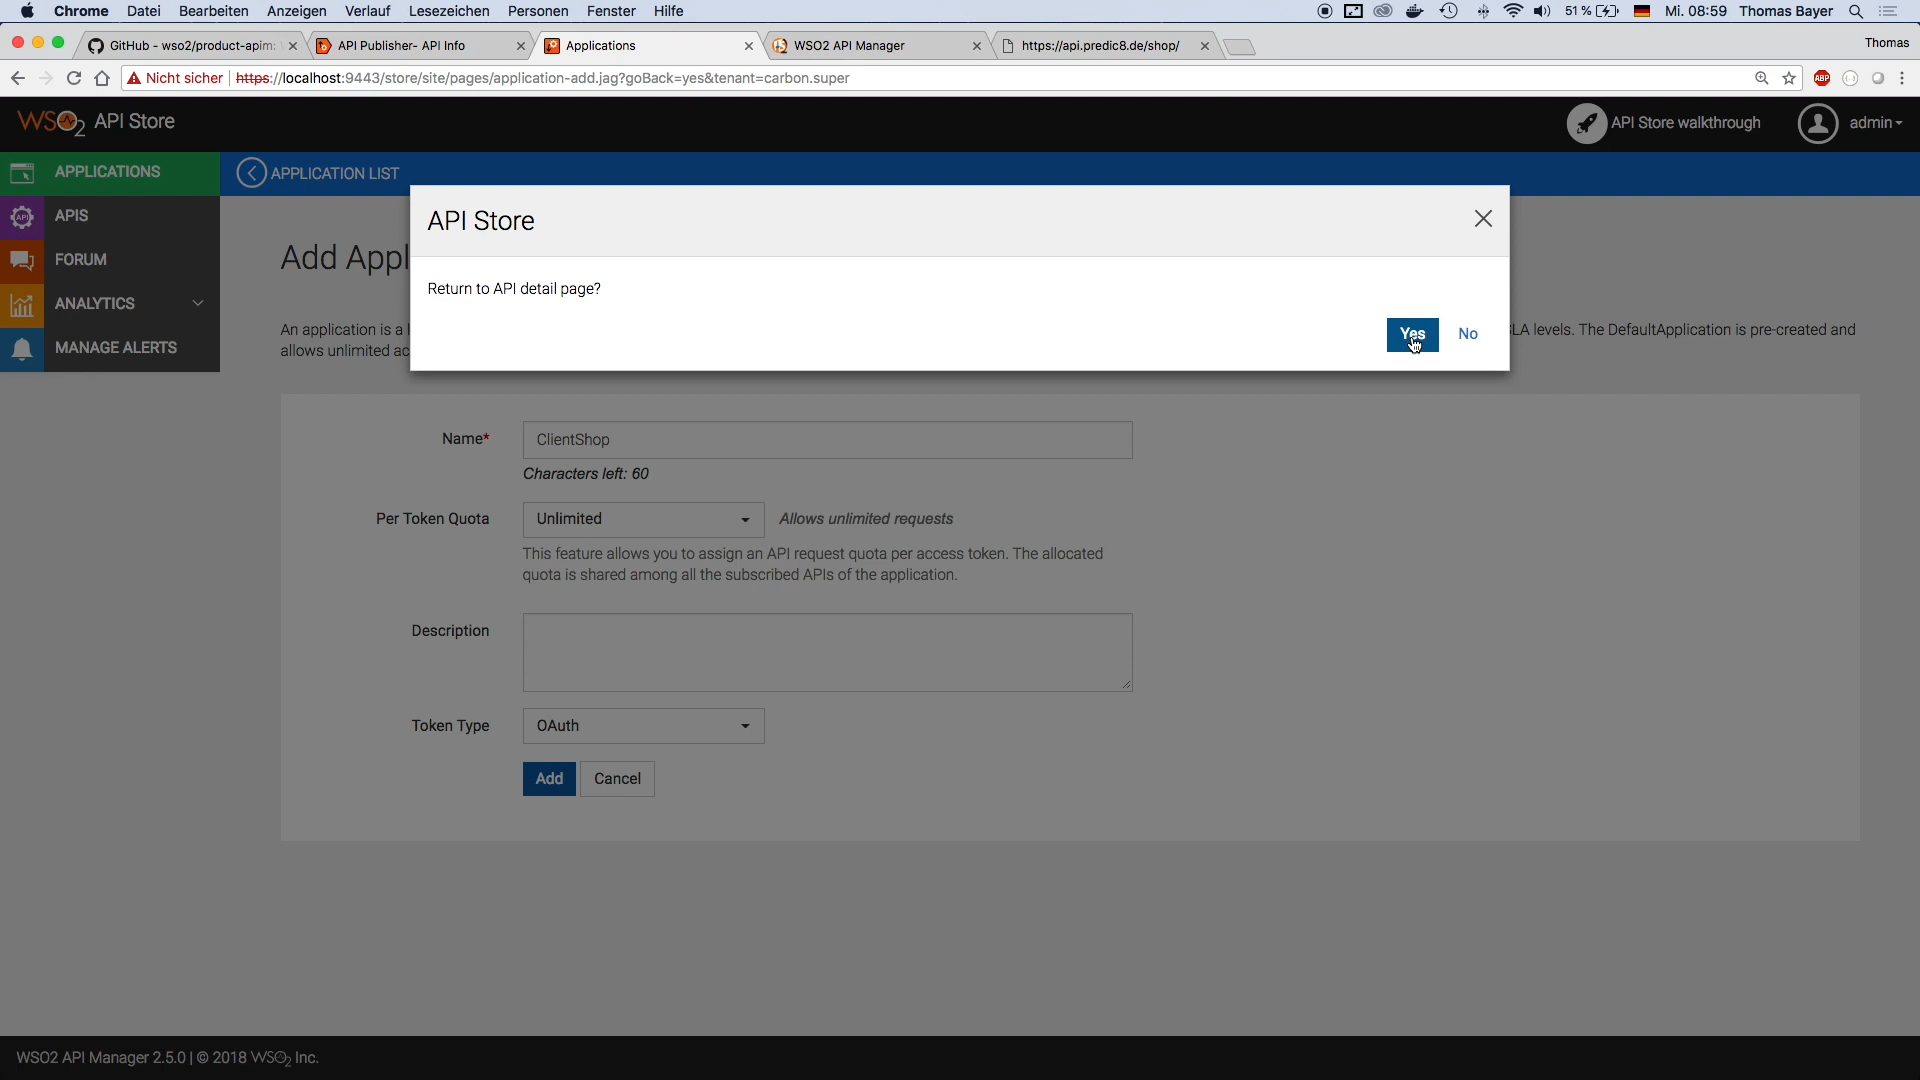 Chrome Datei Bearbeiten Anzeigen Verlauf Lesezeichen Personen Fenster Hilfe 51 % Mi. 08:59 Thomas Bayer
GitHub - wso2/product-apim: API Publisher- API Info Applications WSO2 API Manager https://api.predic8.de/shop/ Thomas
Nicht sicher https://localhost:9443/store/site/pages/application-add.jag?goBack=yes&tenant=carbon.super ABP
WSO2 API Store API Store walkthrough admin
APPLICATIONS APPLICATION LIST
API APIS
FORUM
ANALYTICS
MANAGE ALERTS
API Store
Return to API detail page?
Yes No
Add Appl
An application is a l LA levels. The DefaultApplication is pre-created and
allows unlimited ac
Name* ClientShop
Characters left: 60
Per Token Quota Unlimited Allows unlimited requests
This feature allows you to assign an API request quota per access token. The allocated
quota is shared among all the subscribed APIs of the application.
Description
Token Type OAuth
Add Cancel
WSO2 API Manager 2.5.0 | © 2018 WSO2 Inc.